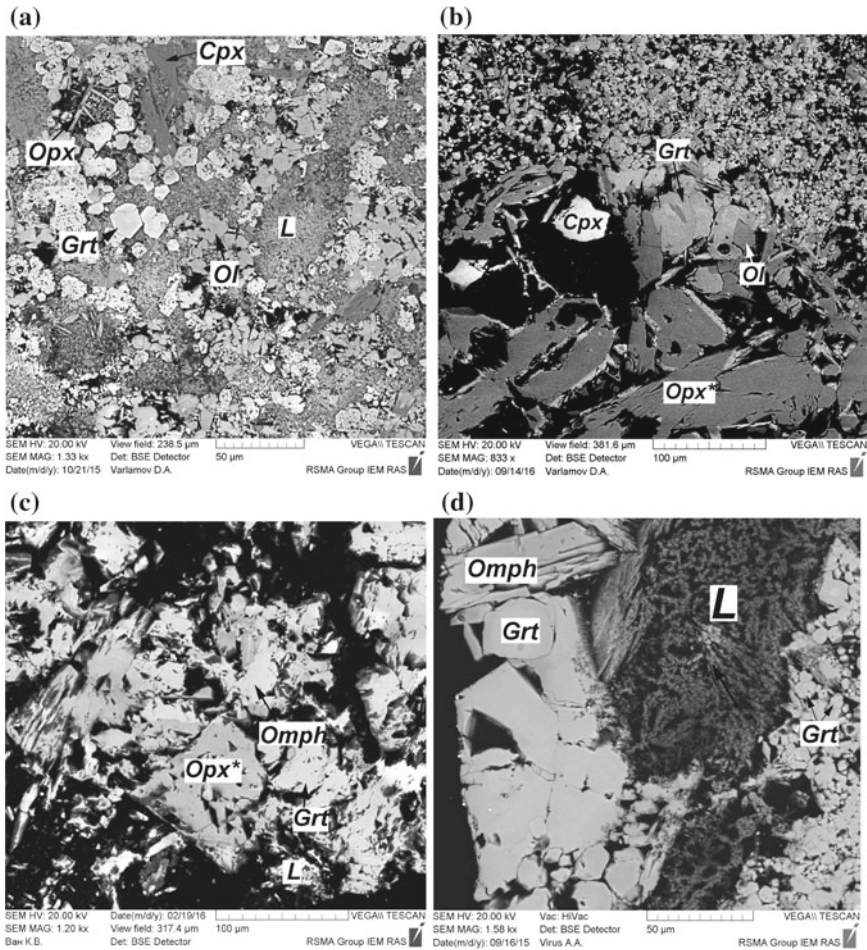 (a)
Cpx
Opx
Grt
L
Ol
SEM HV: 20.00 kV View field: 238.5 µm VEGA\\ TESCAN
SEM MAG: 1.33 kx Det: BSE Detector 50 µm
Date(m/d/y): 10/21/15 Varlamov D.A. RSMA Group IEM RAS
(b)
Grt
Cpx
Ol
Opx*
SEM HV: 20.00 kV View field: 381.6 µm VEGA\\ TESCAN
SEM MAG: 833 x Det: BSE Detector 100 µm
Date(m/d/y): 09/14/16 Varlamov D.A. RSMA Group IEM RAS
(c)
Omph
Opx*
Grt
L
SEM HV: 20.00 kV Date(m/d/y): 02/19/16 VEGA\\ TESCAN
SEM MAG: 1.20 kx View field: 317.4 µm 100 µm
Ван К.В. Det: BSE Detector RSMA Group IEM RAS
(d)
Omph
L
Grt
Grt
SEM HV: 20.00 kV Vac: HiVac VEGA\\ TESCAN
SEM MAG: 1.58 kx Det: BSE Detector 50 µm
Date(m/d/y): 09/16/15 Virus A.A. RSMA Group IEM RAS